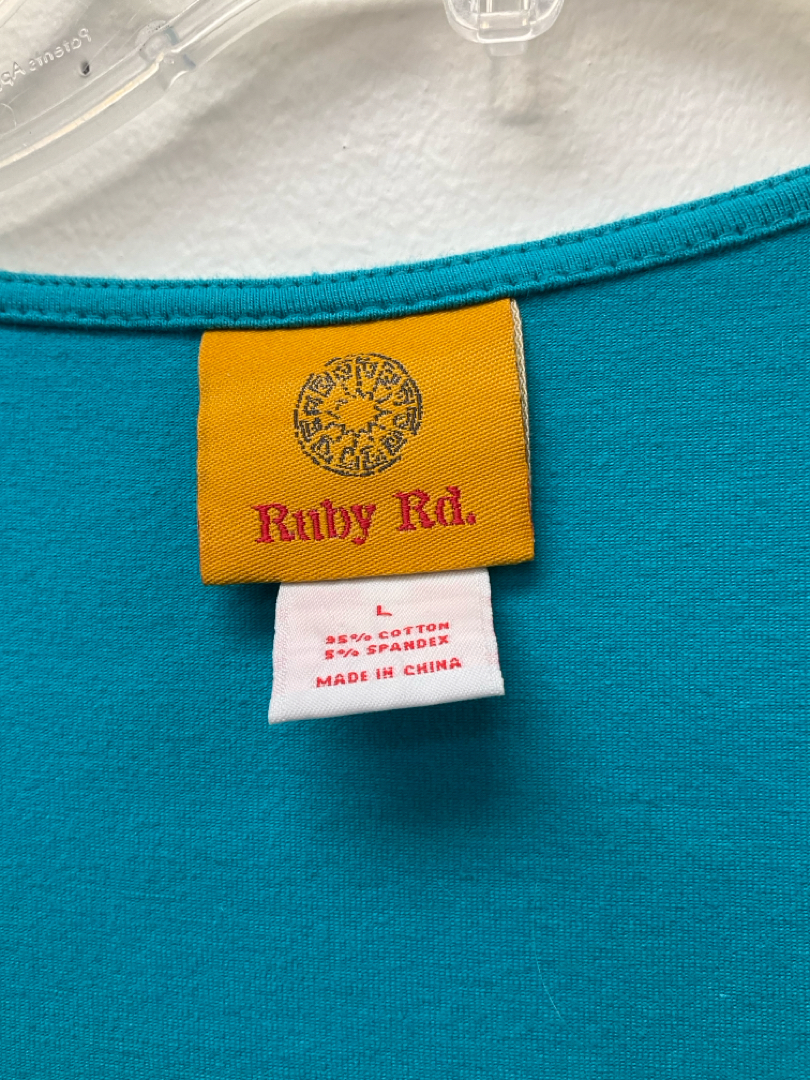 Ruby Rd.
L
95% COTTON
5% SPANDEX
MADE IN CHINA